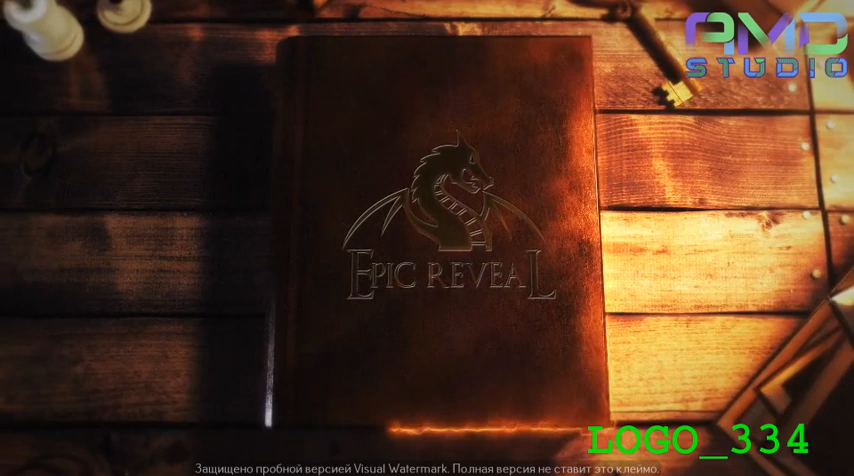 AMD
STUDIO
EPIC REVEAL
LOGO_334
Защищено пробной версией Visual Watermark. Полная версия не ставит это клеймо.